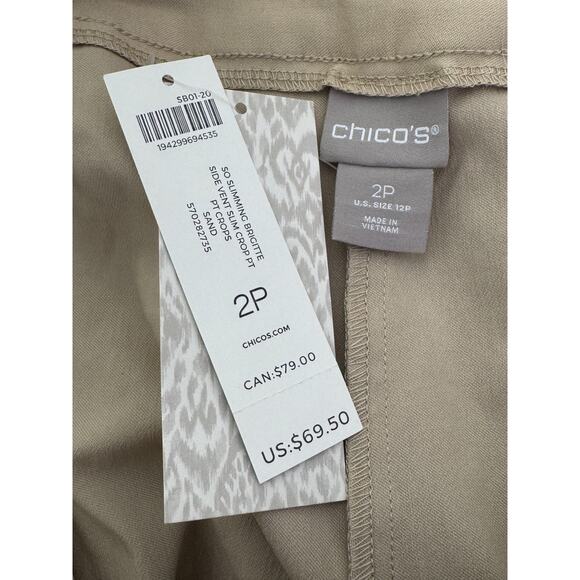 SB01-20
194299694535
SO SLIMMING BRIGITTE
SIDE VENT SLIM CROP PT
PT CROPS
SAND
570282735
2P
CHICOS.COM
CAN:$79.00
US:$69.50
chico's®
2P
U.S. SIZE 12P
MADE IN
VIETNAM